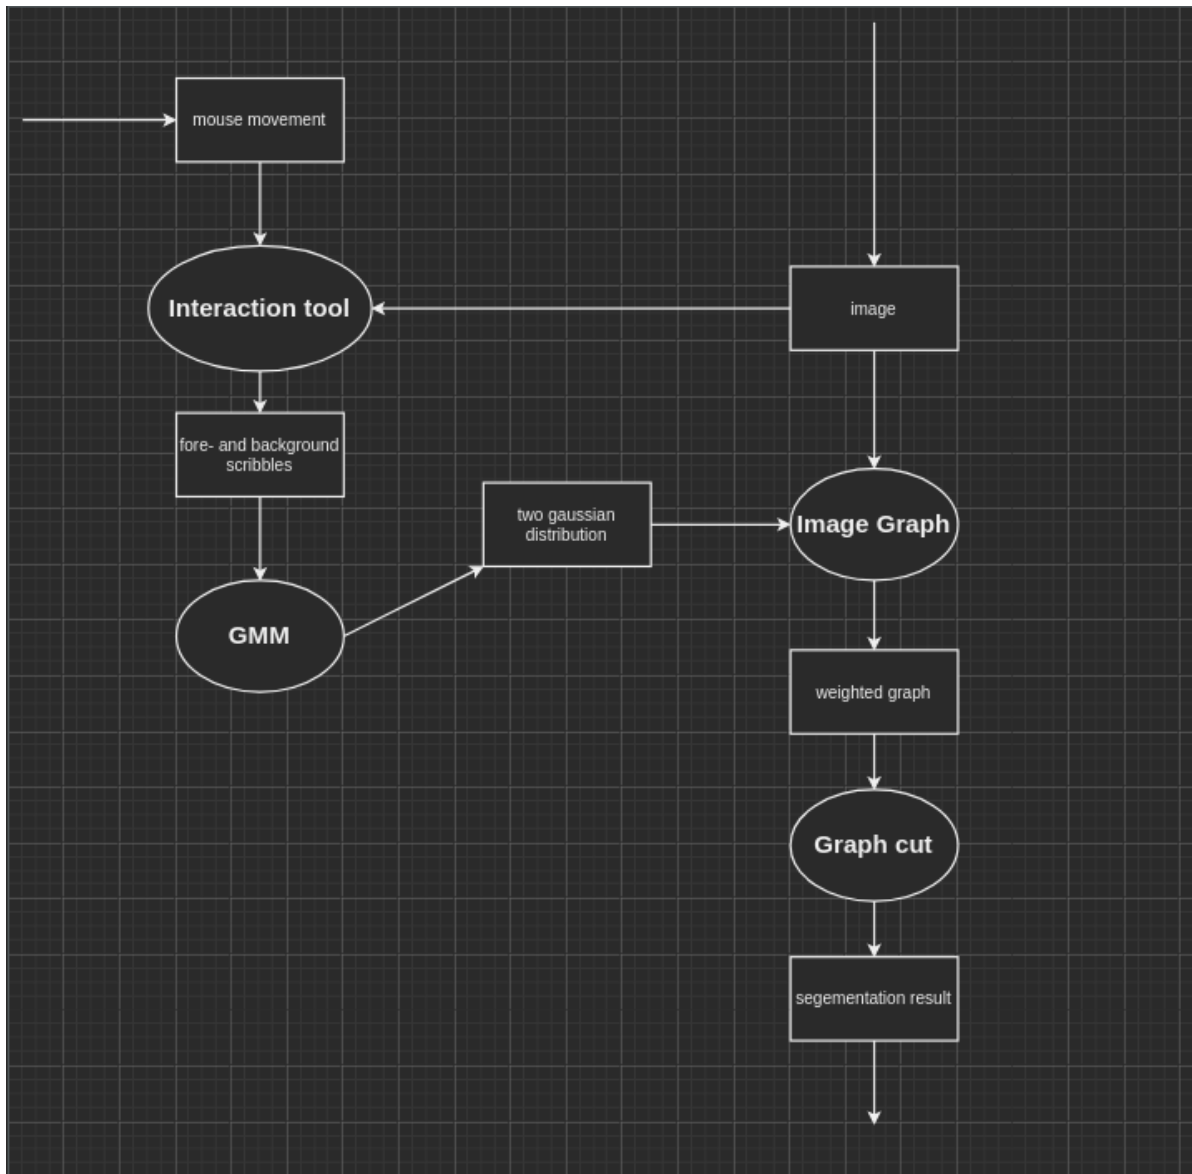 mouse movement
Interaction tool
image
fore- and background
scribbles
two gaussian
distribution
Image Graph
GMM
weighted graph
Graph cut
segementation result